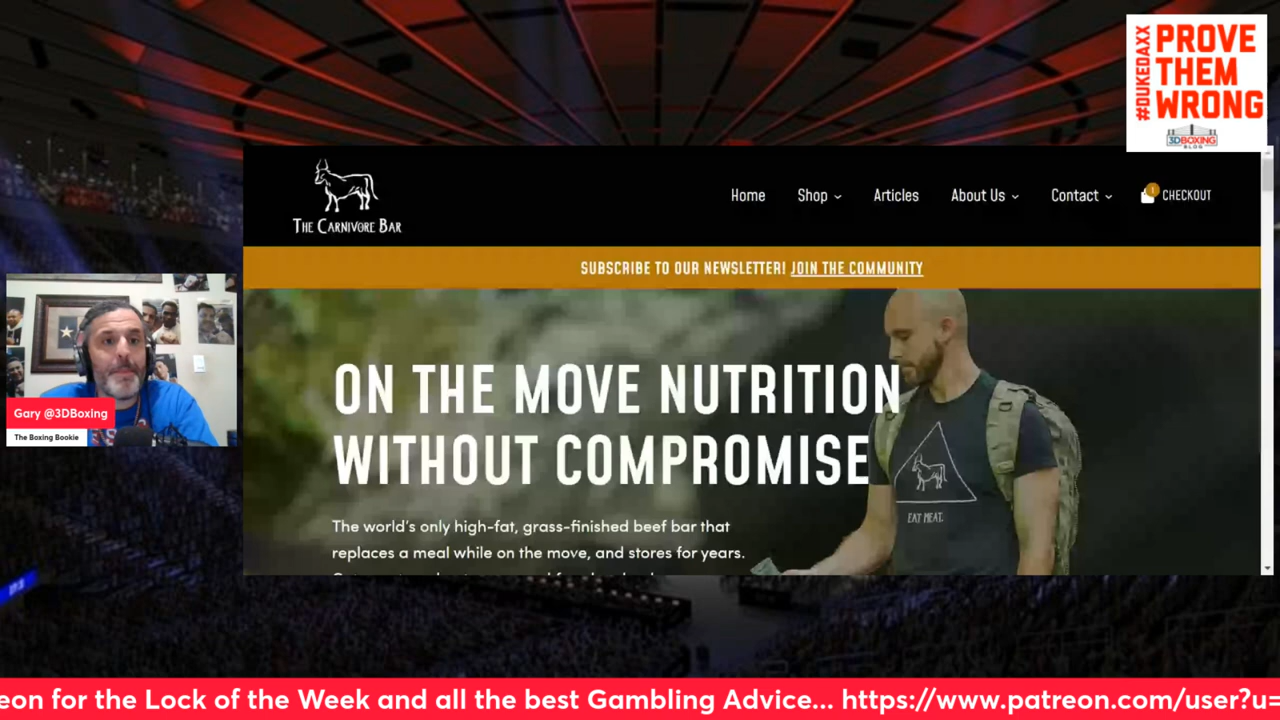 #DUKEDAXX
PROVE
THEM
WRONG
3DBOXING
BLOG
THE CARNIVORE BAR
Home
Shop
Articles
About Us
Contact
1
CHECKOUT
SUBSCRIBE TO OUR NEWSLETTER! JOIN THE COMMUNITY
ON THE MOVE NUTRITION
WITHOUT COMPROMISE
The world's only high-fat, grass-finished beef bar that
replaces a meal while on the move, and stores for years.
EAT MEAT.
Gary @3DBoxing
The Boxing Bookie
eon for the Lock of the Week and all the best Gambling Advice... https://www.patreon.com/user?u=